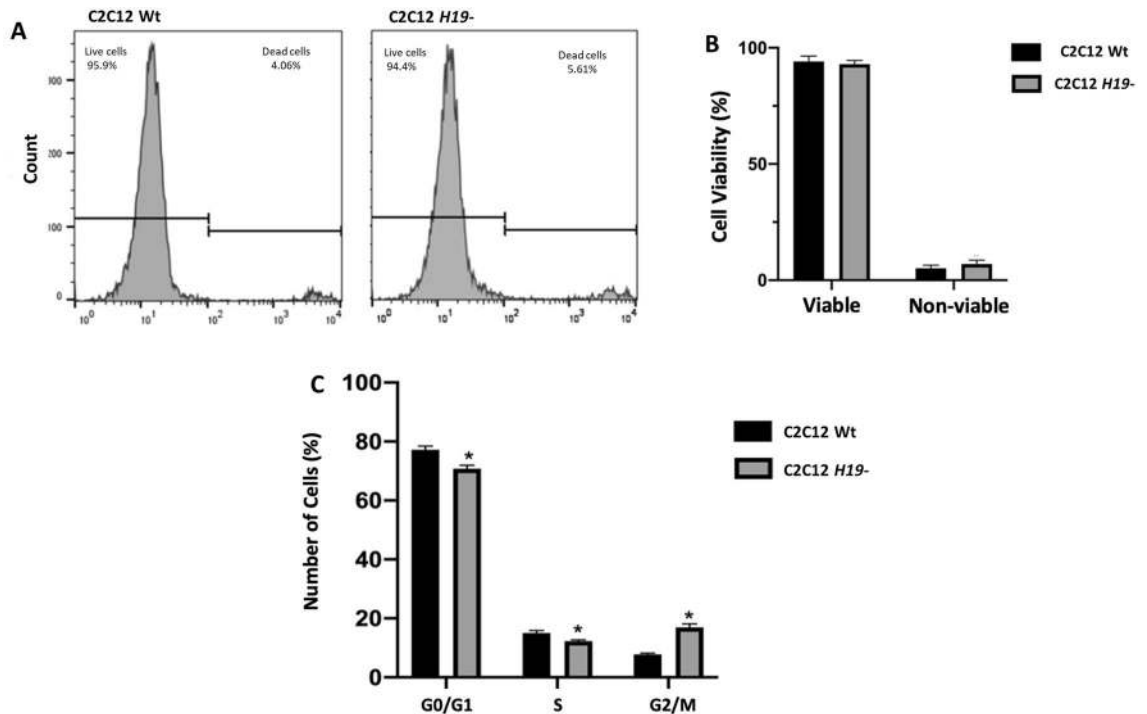 A
C2C12 Wt
C2C12 H19-
Live cells
95.9%
Dead cells
4.06%
Live cells
94.4%
Dead cells
5.61%
Count
300
200
100
0
10⁰ 10¹ 10² 10³ 10⁴
10⁰ 10¹ 10² 10³ 10⁴
B
Cell Viability (%)
100
50
0
Viable Non-viable
C2C12 Wt
C2C12 H19-
C
Number of Cells (%)
100
80
60
40
20
0
*
*
*
G0/G1 S G2/M
C2C12 Wt
C2C12 H19-